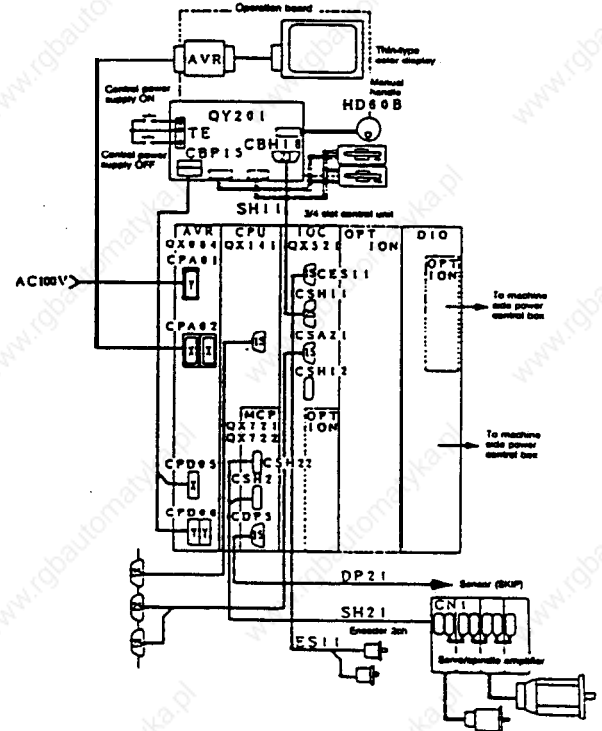 Operation board
AVR
Thin-type
color display
Manual
handle
HD60B
Control power
supply ON
QY201
TE
CBH18
CBP15
Control power
supply OFF
SH11
3/4 slot control unit
AVR
QX084
CPU
QX141
IOC
QX521
OPT
ION
DIO
CPA01
Y
AC100V
CES11
CSH11
OPT
ION
To machine
side power
control box
CPA02
X
X
CSA21
CSH12
MCP
QX721
QX722
OPT
ION
To machine
side power
control box
CPD05
X
CSH22
CSH2
CDP3
CPD06
Y
Y
DP21
Sensor (SKIP)
SH21
CN1
ES11
Encoder 2ch
Servo/spindle amplifier
www.rgbautomatyka.pl